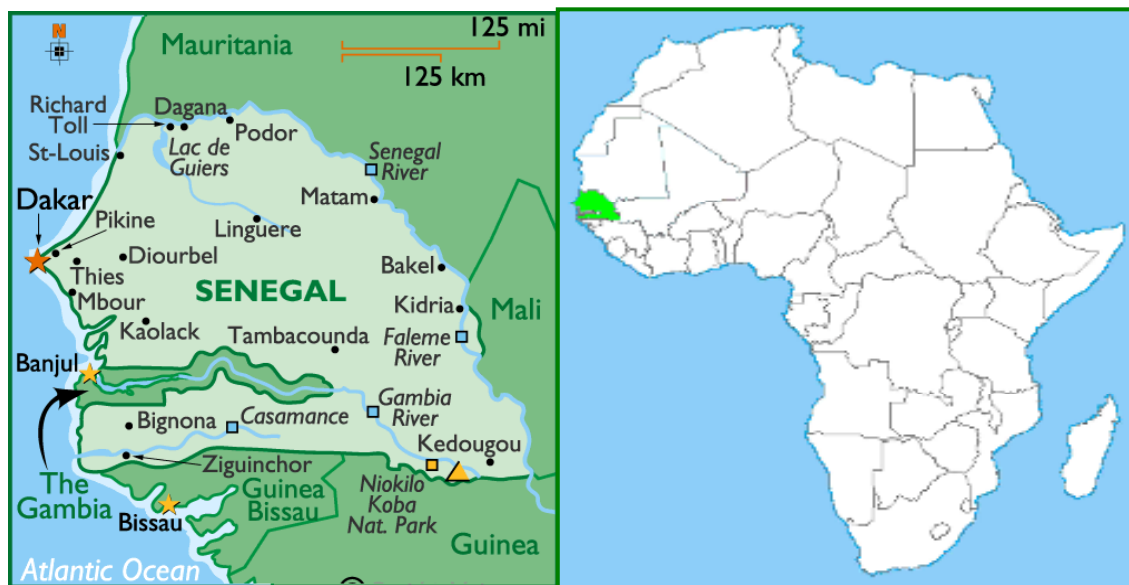 N
Mauritania
125 mi
125 km
Richard
Toll
Dagana
Podor
Lac de
Guiers
St-Louis
Senegal
River
Matam
Dakar
Pikine
Linguere
Diourbel
Thies
Bakel
Mbour
SENEGAL
Kidria
Mali
Kaolack
Tambacounda
Faleme
River
Banjul
Gambia
River
Bignona
Casamance
Kedougou
Ziguinchor
The
Gambia
Guinea
Bissau
Niokilo
Koba
Nat. Park
Bissau
Guinea
Atlantic Ocean